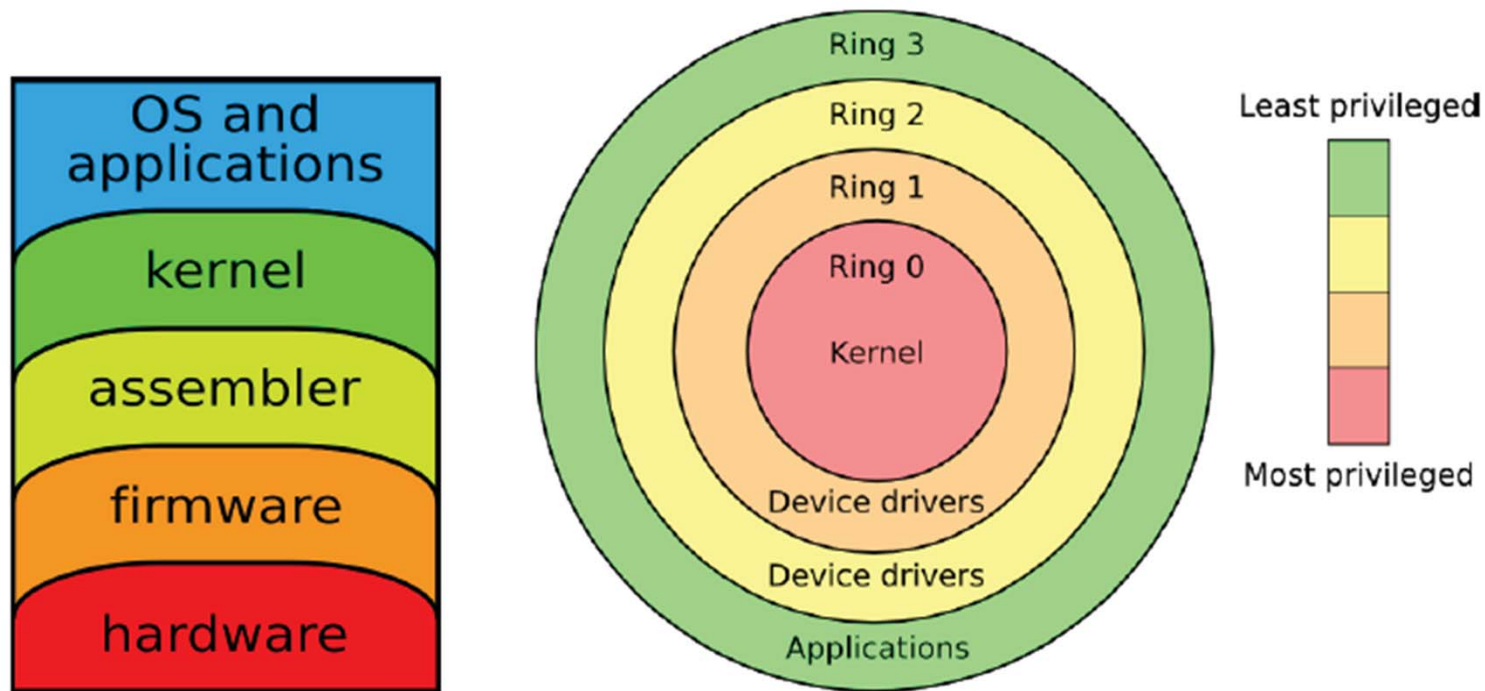 OS and
applications
kernel
assembler
firmware
hardware
Ring 3
Ring 2
Ring 1
Ring 0
Kernel
Device drivers
Device drivers
Applications
Least privileged
Most privileged